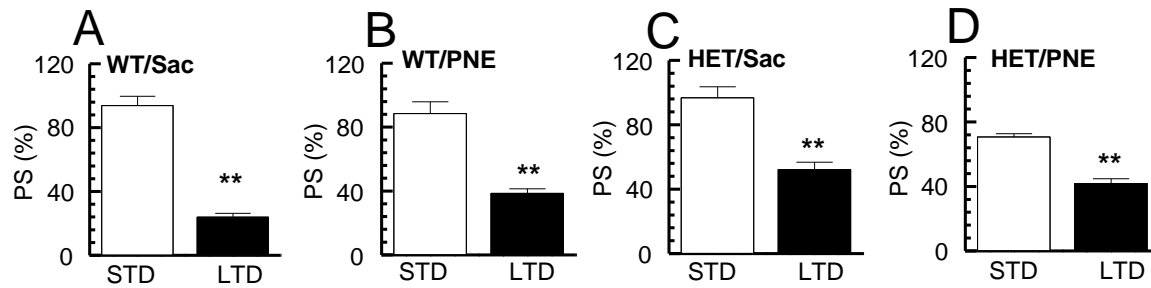 A
WT/Sac
120
80
40
0
PS (%)
**
STD LTD
B
WT/PNE
120
80
40
0
PS (%)
**
STD LTD
C
HET/Sac
120
80
40
0
PS (%)
**
STD LTD
D
HET/PNE
120
80
40
0
PS (%)
**
STD LTD